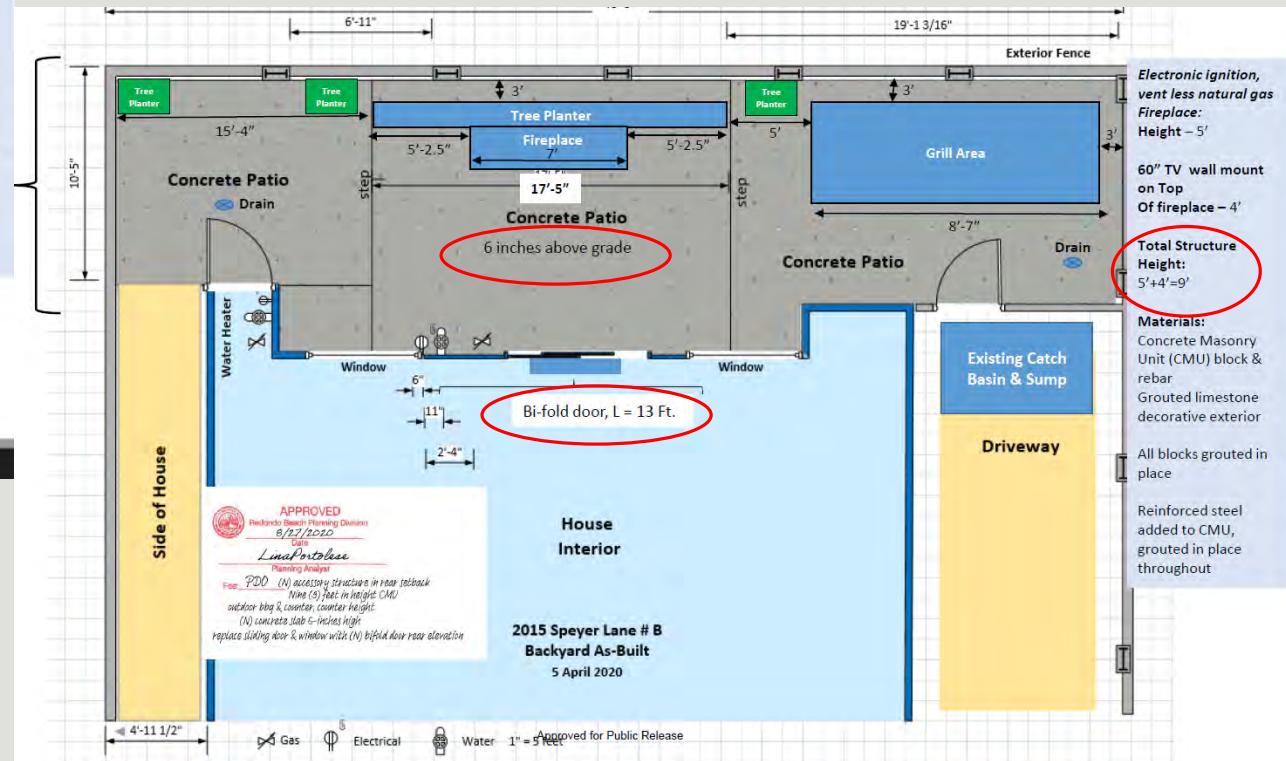 6'-11"
19'-1 3/16"
Exterior Fence
Tree
Planter
Tree
Planter
3'
Tree Planter
Tree
Planter
3'
15'-4"
5'-2.5"
Fireplace
7'
5'-2.5"
5'
Grill Area
3'
10'-5"
Concrete Patio
Drain
step
17'-5"
step
Concrete Patio
6 inches above grade
8'-7"
Concrete Patio
Drain
Water Heater
Window
Window
6"
11"
2'-4"
Bi-fold door, L = 13 Ft.
Existing Catch
Basin & Sump
Driveway
Side of House
House
Interior
APPROVED
Redondo Beach Planning Division
8/27/2020
Date
Lina Portolese
Planning Analyst
For: PDO (N) accessory structure in rear setback
Nine (9) feet in height CMU
outdoor bbq & counter, counter height
(N) concrete slab 6-inches high
replace sliding door & window with (N) bifold door rear elevation
2015 Speyer Lane # B
Backyard As-Built
5 April 2020
4'-11 1/2"
Gas
Electrical
Water
1" = 5 feet
Approved for Public Release
Electronic ignition,
vent less natural gas
Fireplace:
Height – 5'
60" TV wall mount
on Top
Of fireplace – 4'
Total Structure
Height:
5'+4'=9'
Materials:
Concrete Masonry
Unit (CMU) block &
rebar
Grouted limestone
decorative exterior
All blocks grouted in
place
Reinforced steel
added to CMU,
grouted in place
throughout